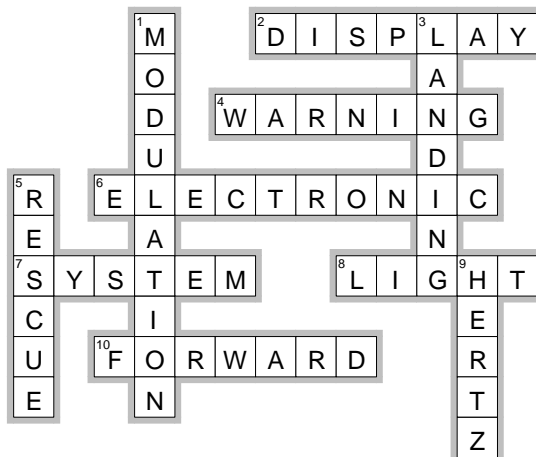 1 M 2 D I S P 3 L A Y
O A
D 4 W A R N I N G
U D
5 R 6 E L E C T R O N I C
E A N
7 S Y S T E M 8 L I G 9 H T
C I E
U 10 F O R W A R D R
E N T
Z